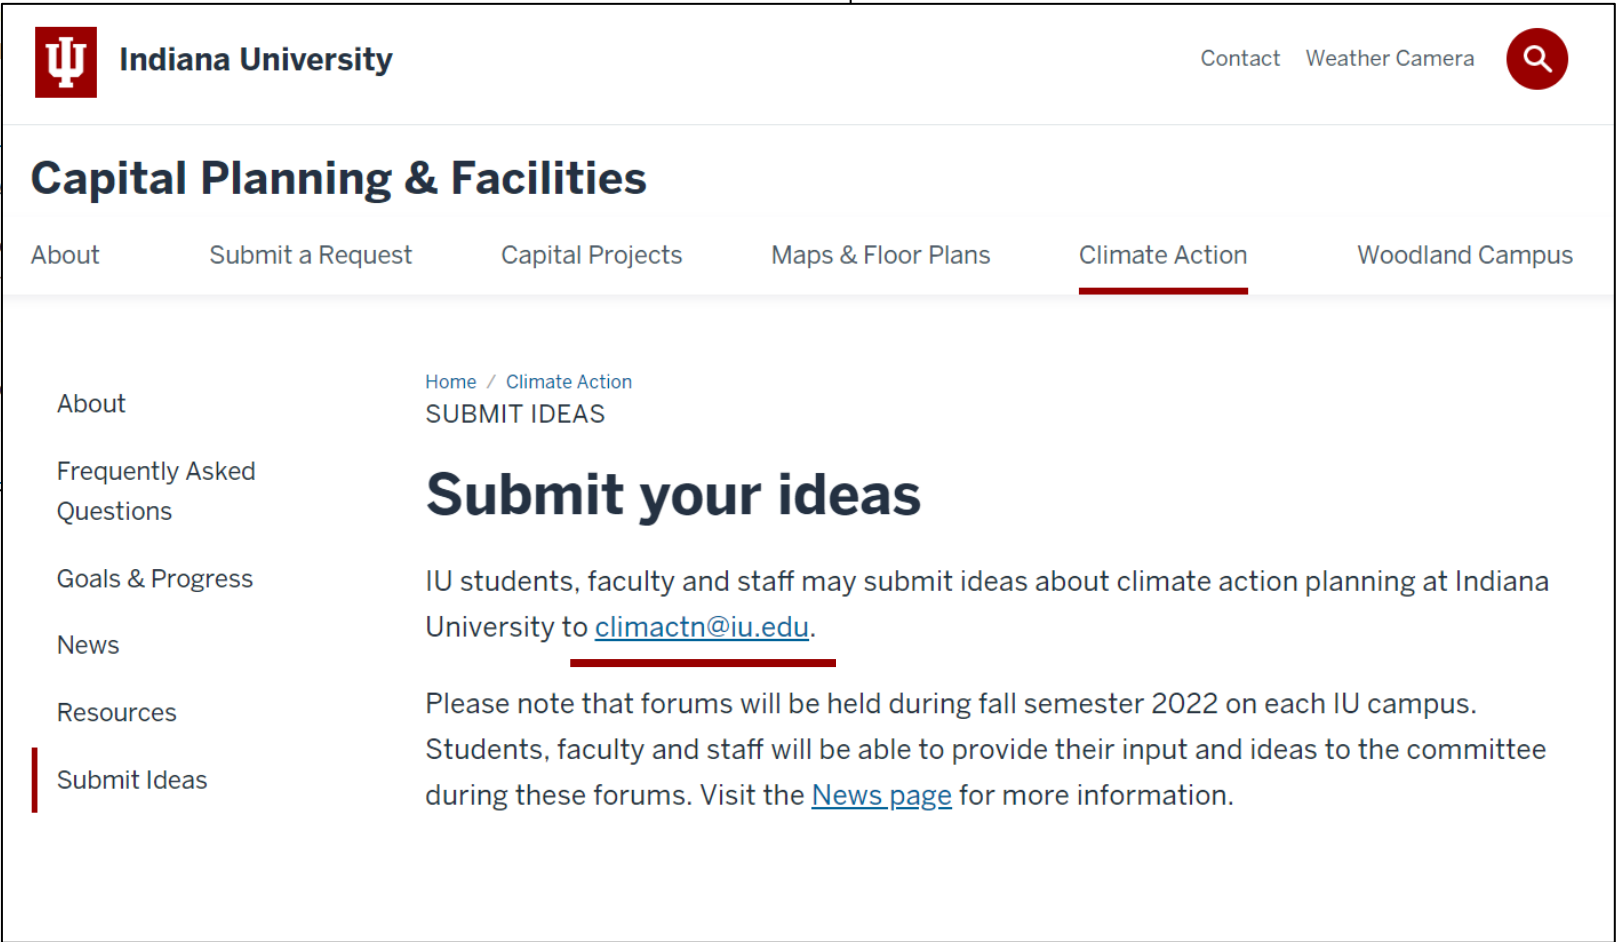 Indiana University
Contact Weather Camera
Capital Planning & Facilities
About Submit a Request Capital Projects Maps & Floor Plans Climate Action Woodland Campus
About
Frequently Asked
Questions
Goals & Progress
News
Resources
Submit Ideas
Home / Climate Action
SUBMIT IDEAS
Submit your ideas
IU students, faculty and staff may submit ideas about climate action planning at Indiana
University to climactn@iu.edu.
Please note that forums will be held during fall semester 2022 on each IU campus.
Students, faculty and staff will be able to provide their input and ideas to the committee
during these forums. Visit the News page for more information.